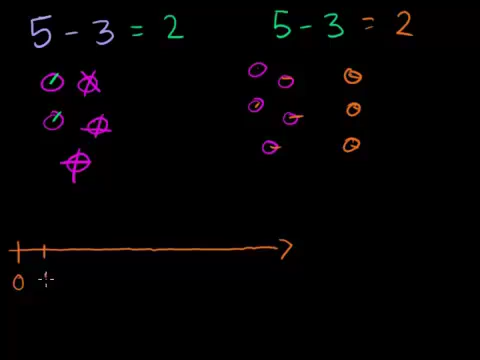 5 - 3 = 2
5 - 3 = 2
0